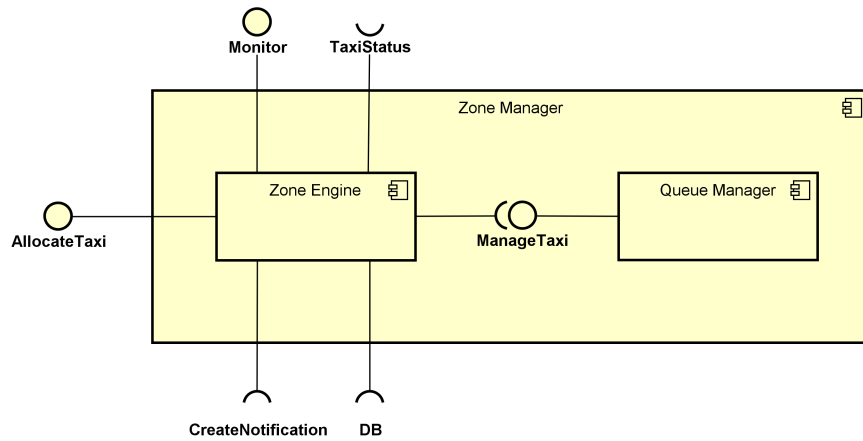 Monitor
TaxiStatus
Zone Manager
Zone Engine
Queue Manager
AllocateTaxi
ManageTaxi
CreateNotification
DB